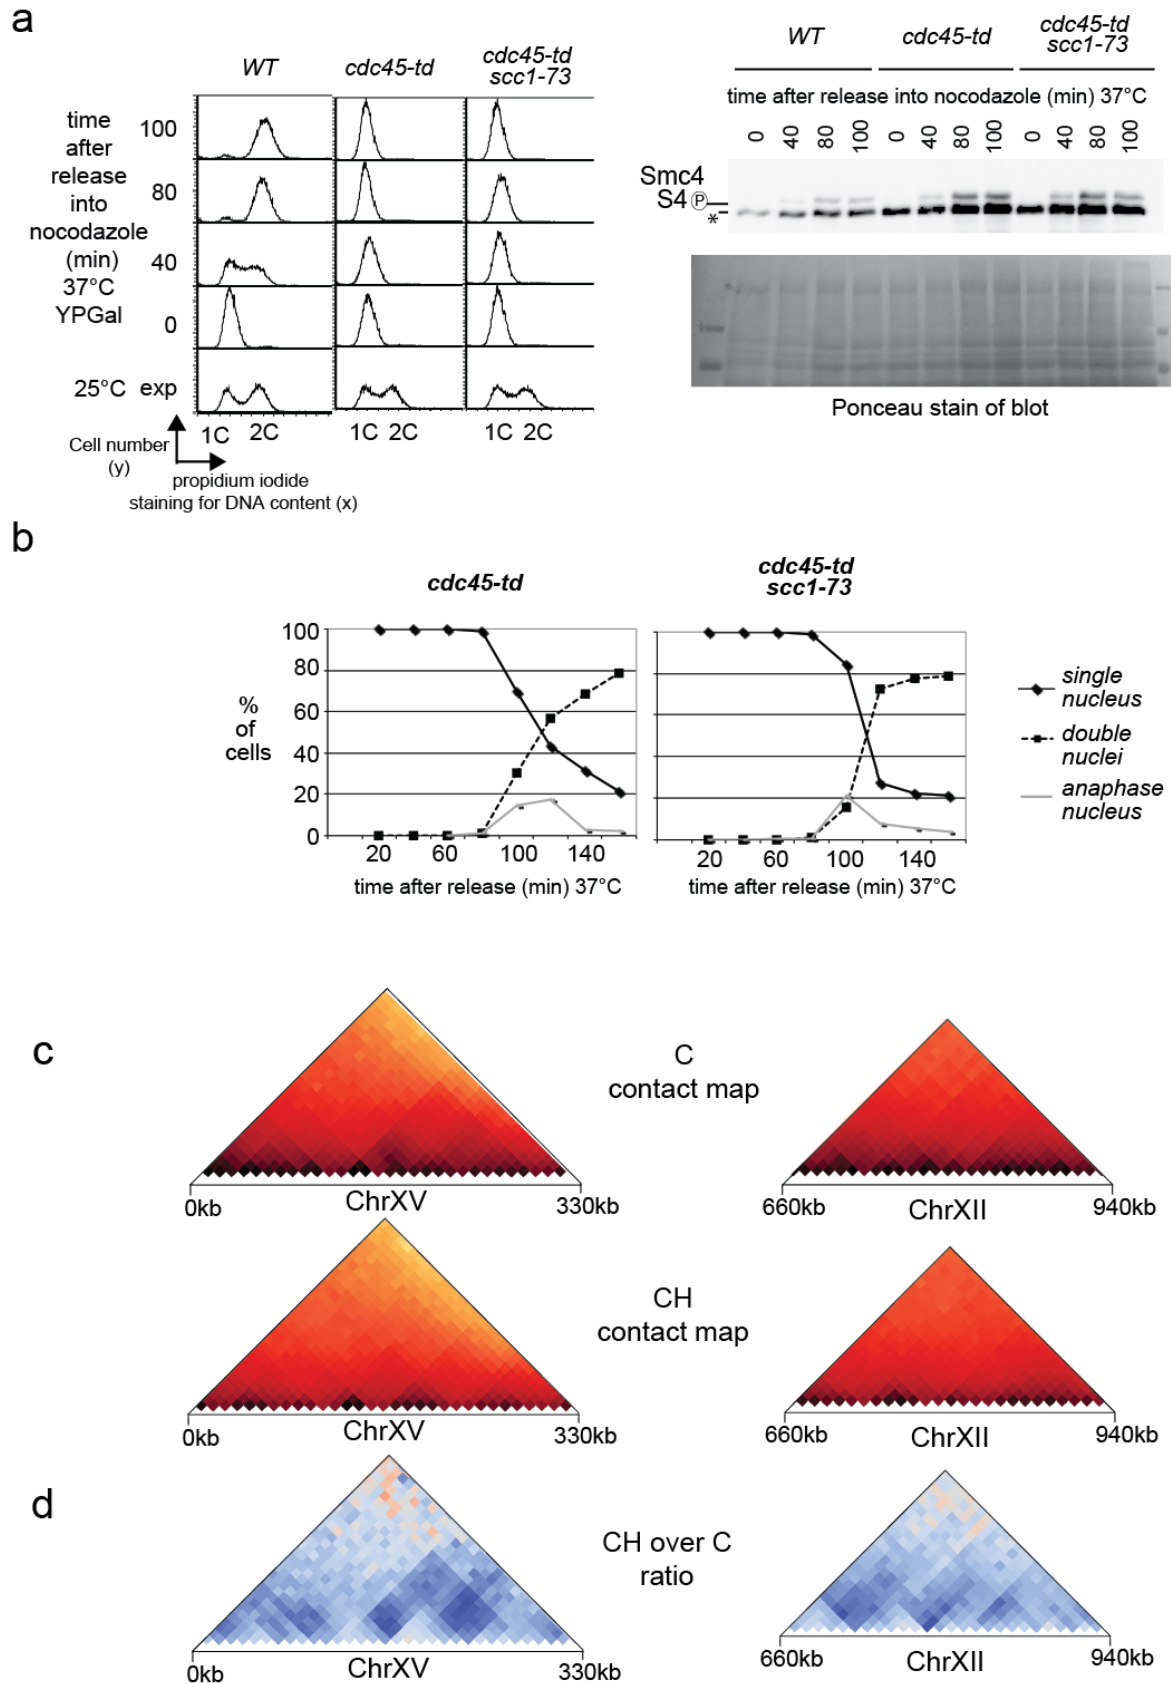 a
WT
cdc45-td
cdc45-td
scc1-73
time
after
release
into
nocodazole
(min)
37°C
YPGal
100
80
40
0
25°C exp
1C 2C
1C 2C
1C 2C
Cell number
(y)
propidium iodide
staining for DNA content (x)
WT
cdc45-td
cdc45-td
scc1-73
time after release into nocodazole (min) 37°C
0 40 80 100 0 40 80 100 0 40 80 100
Smc4
S4 P
*
Ponceau stain of blot
b
cdc45-td
cdc45-td
scc1-73
%
of
cells
100
80
60
40
20
0
20 60 100 140
time after release (min) 37°C
20 60 100 140
time after release (min) 37°C
single
nucleus
double
nuclei
anaphase
nucleus
c
C
contact map
0kb ChrXV 330kb
660kb ChrXII 940kb
CH
contact map
0kb ChrXV 330kb
660kb ChrXII 940kb
d
CH over C
ratio
0kb ChrXV 330kb
660kb ChrXII 940kb